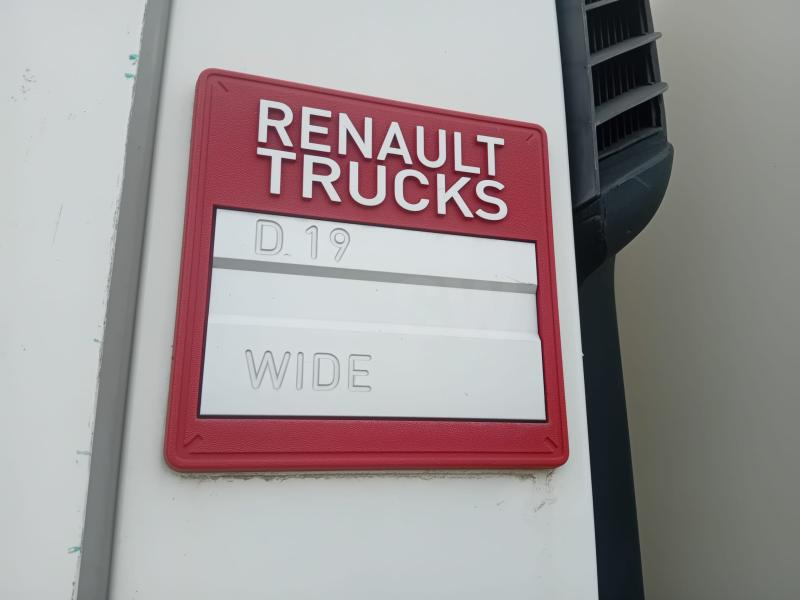 RENAULT
TRUCKS
D 19
WIDE